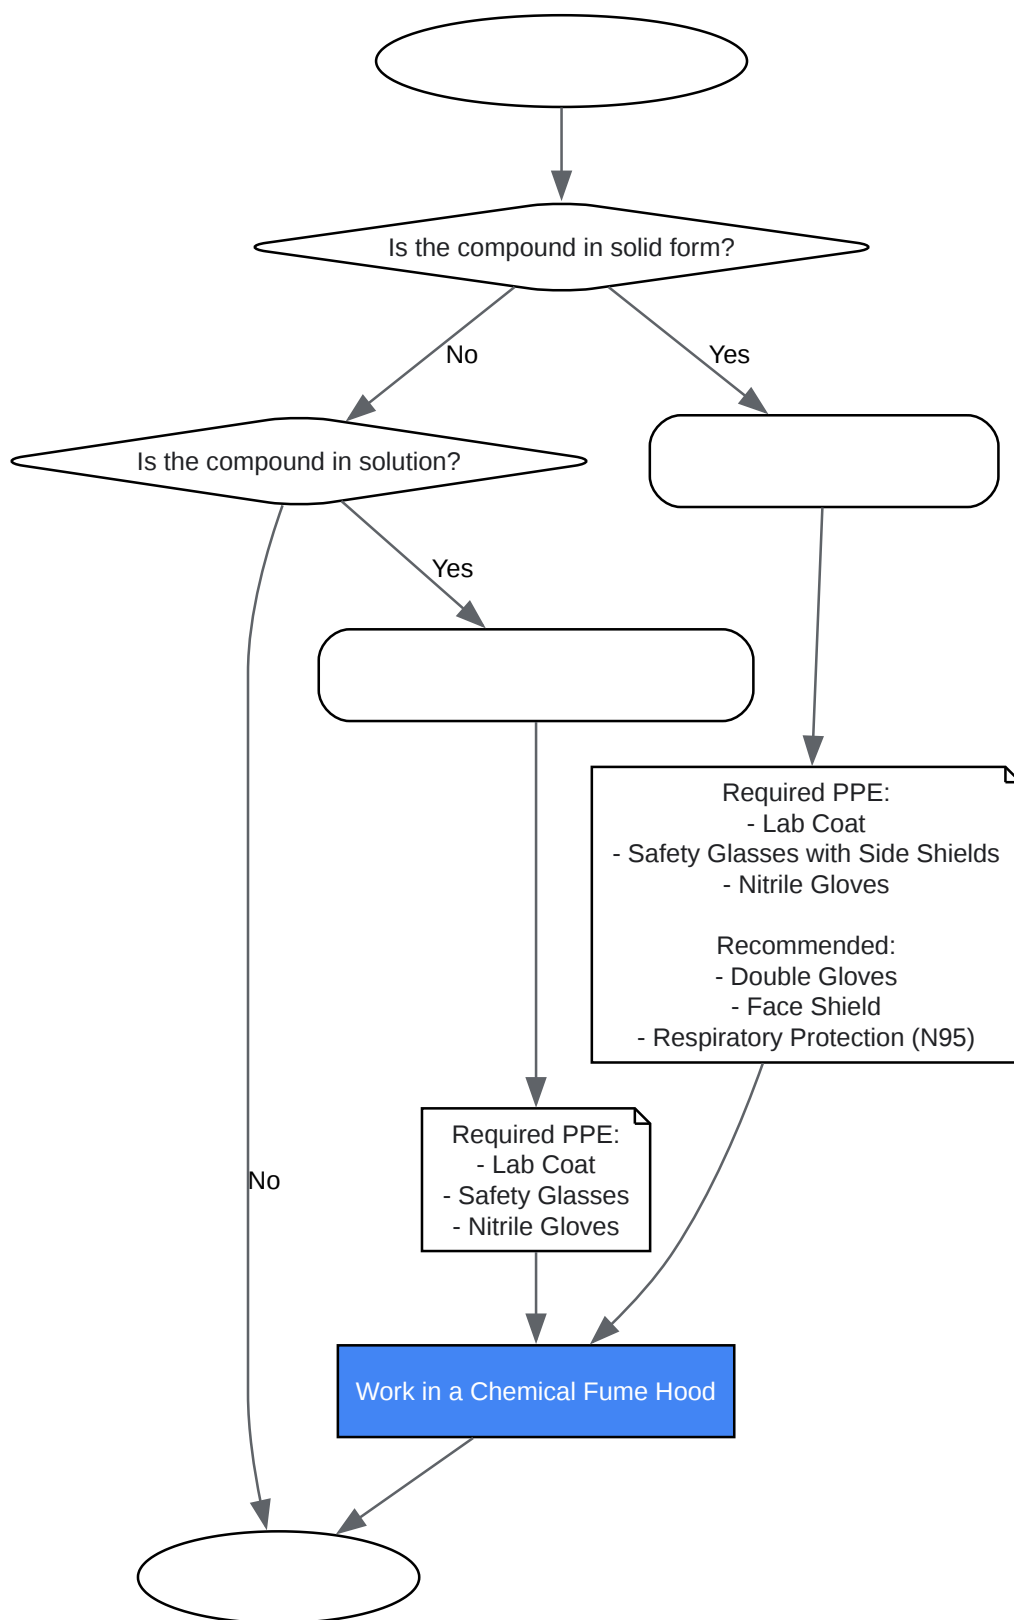 Is the compound in solid form?
No
Yes
Is the compound in solution?
Yes
Required PPE:
- Lab Coat
- Safety Glasses with Side Shields
- Nitrile Gloves
Recommended:
- Double Gloves
- Face Shield
- Respiratory Protection (N95)
Required PPE:
- Lab Coat
- Safety Glasses
- Nitrile Gloves
No
Work in a Chemical Fume Hood